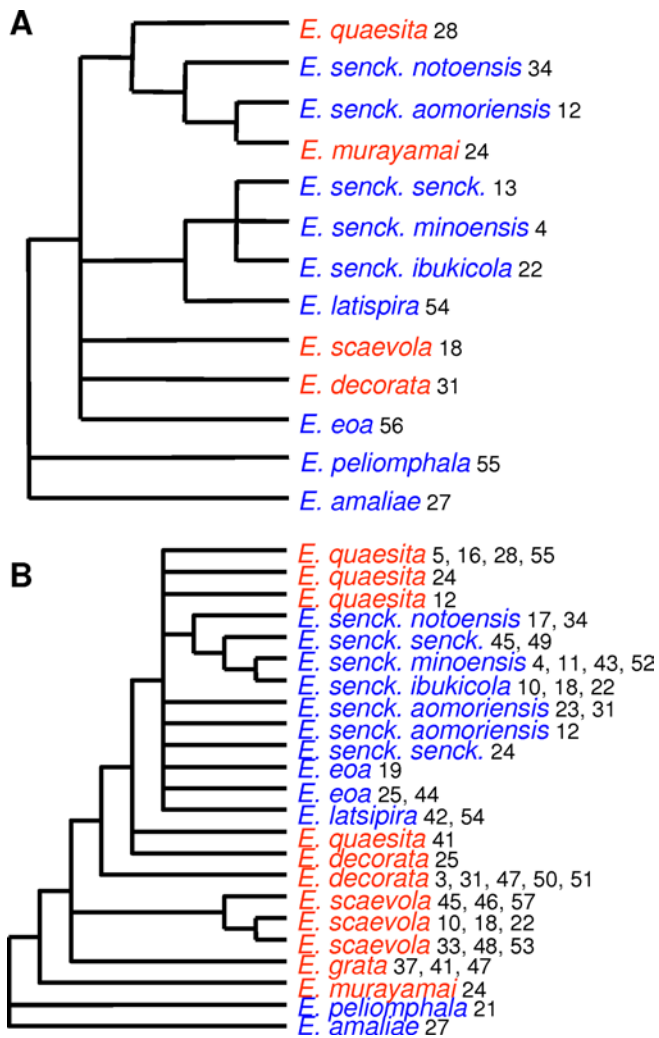 A
E. quaesita 28
E. senck. notoensis 34
E. senck. aomoriensis 12
E. murayamai 24
E. senck. senck. 13
E. senck. minoensis 4
E. senck. ibukicola 22
E. latispira 54
E. scaevola 18
E. decorata 31
E. eoa 56
E. peliomphala 55
E. amaliae 27
B
E. quaesita 5, 16, 28, 55
E. quaesita 24
E. quaesita 12
E. senck. notoensis 17, 34
E. senck. senck. 45, 49
E. senck. minoensis 4, 11, 43, 52
E. senck. ibukicola 10, 18, 22
E. senck. aomoriensis 23, 31
E. senck. aomoriensis 12
E. senck. senck. 24
E. eoa 19
E. eoa 25, 44
E. latsipira 42, 54
E. quaesita 41
E. decorata 25
E. decorata 3, 31, 47, 50, 51
E. scaevola 45, 46, 57
E. scaevola 10, 18, 22
E. scaevola 33, 48, 53
E. grata 37, 41, 47
E. murayamai 24
E. peliomphala 21
E. amaliae 27